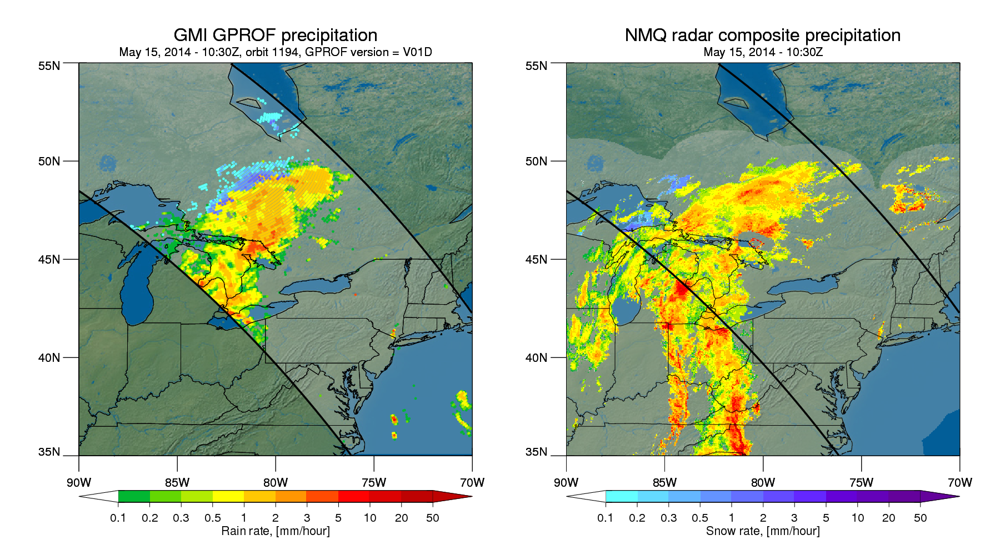 GMI GPROF precipitation
May 15, 2014 - 10:30Z, orbit 1194, GPROF version = V01D
55N
50N
45N
40N
35N
90W 85W 80W 75W 70W
0.1 0.2 0.3 0.5 1 2 3 5 10 20 50
Rain rate, [mm/hour]
NMQ radar composite precipitation
May 15, 2014 - 10:30Z
55N
50N
45N
40N
35N
90W 85W 80W 75W 70W
0.1 0.2 0.3 0.5 1 2 3 5 10 20 50
Snow rate, [mm/hour]